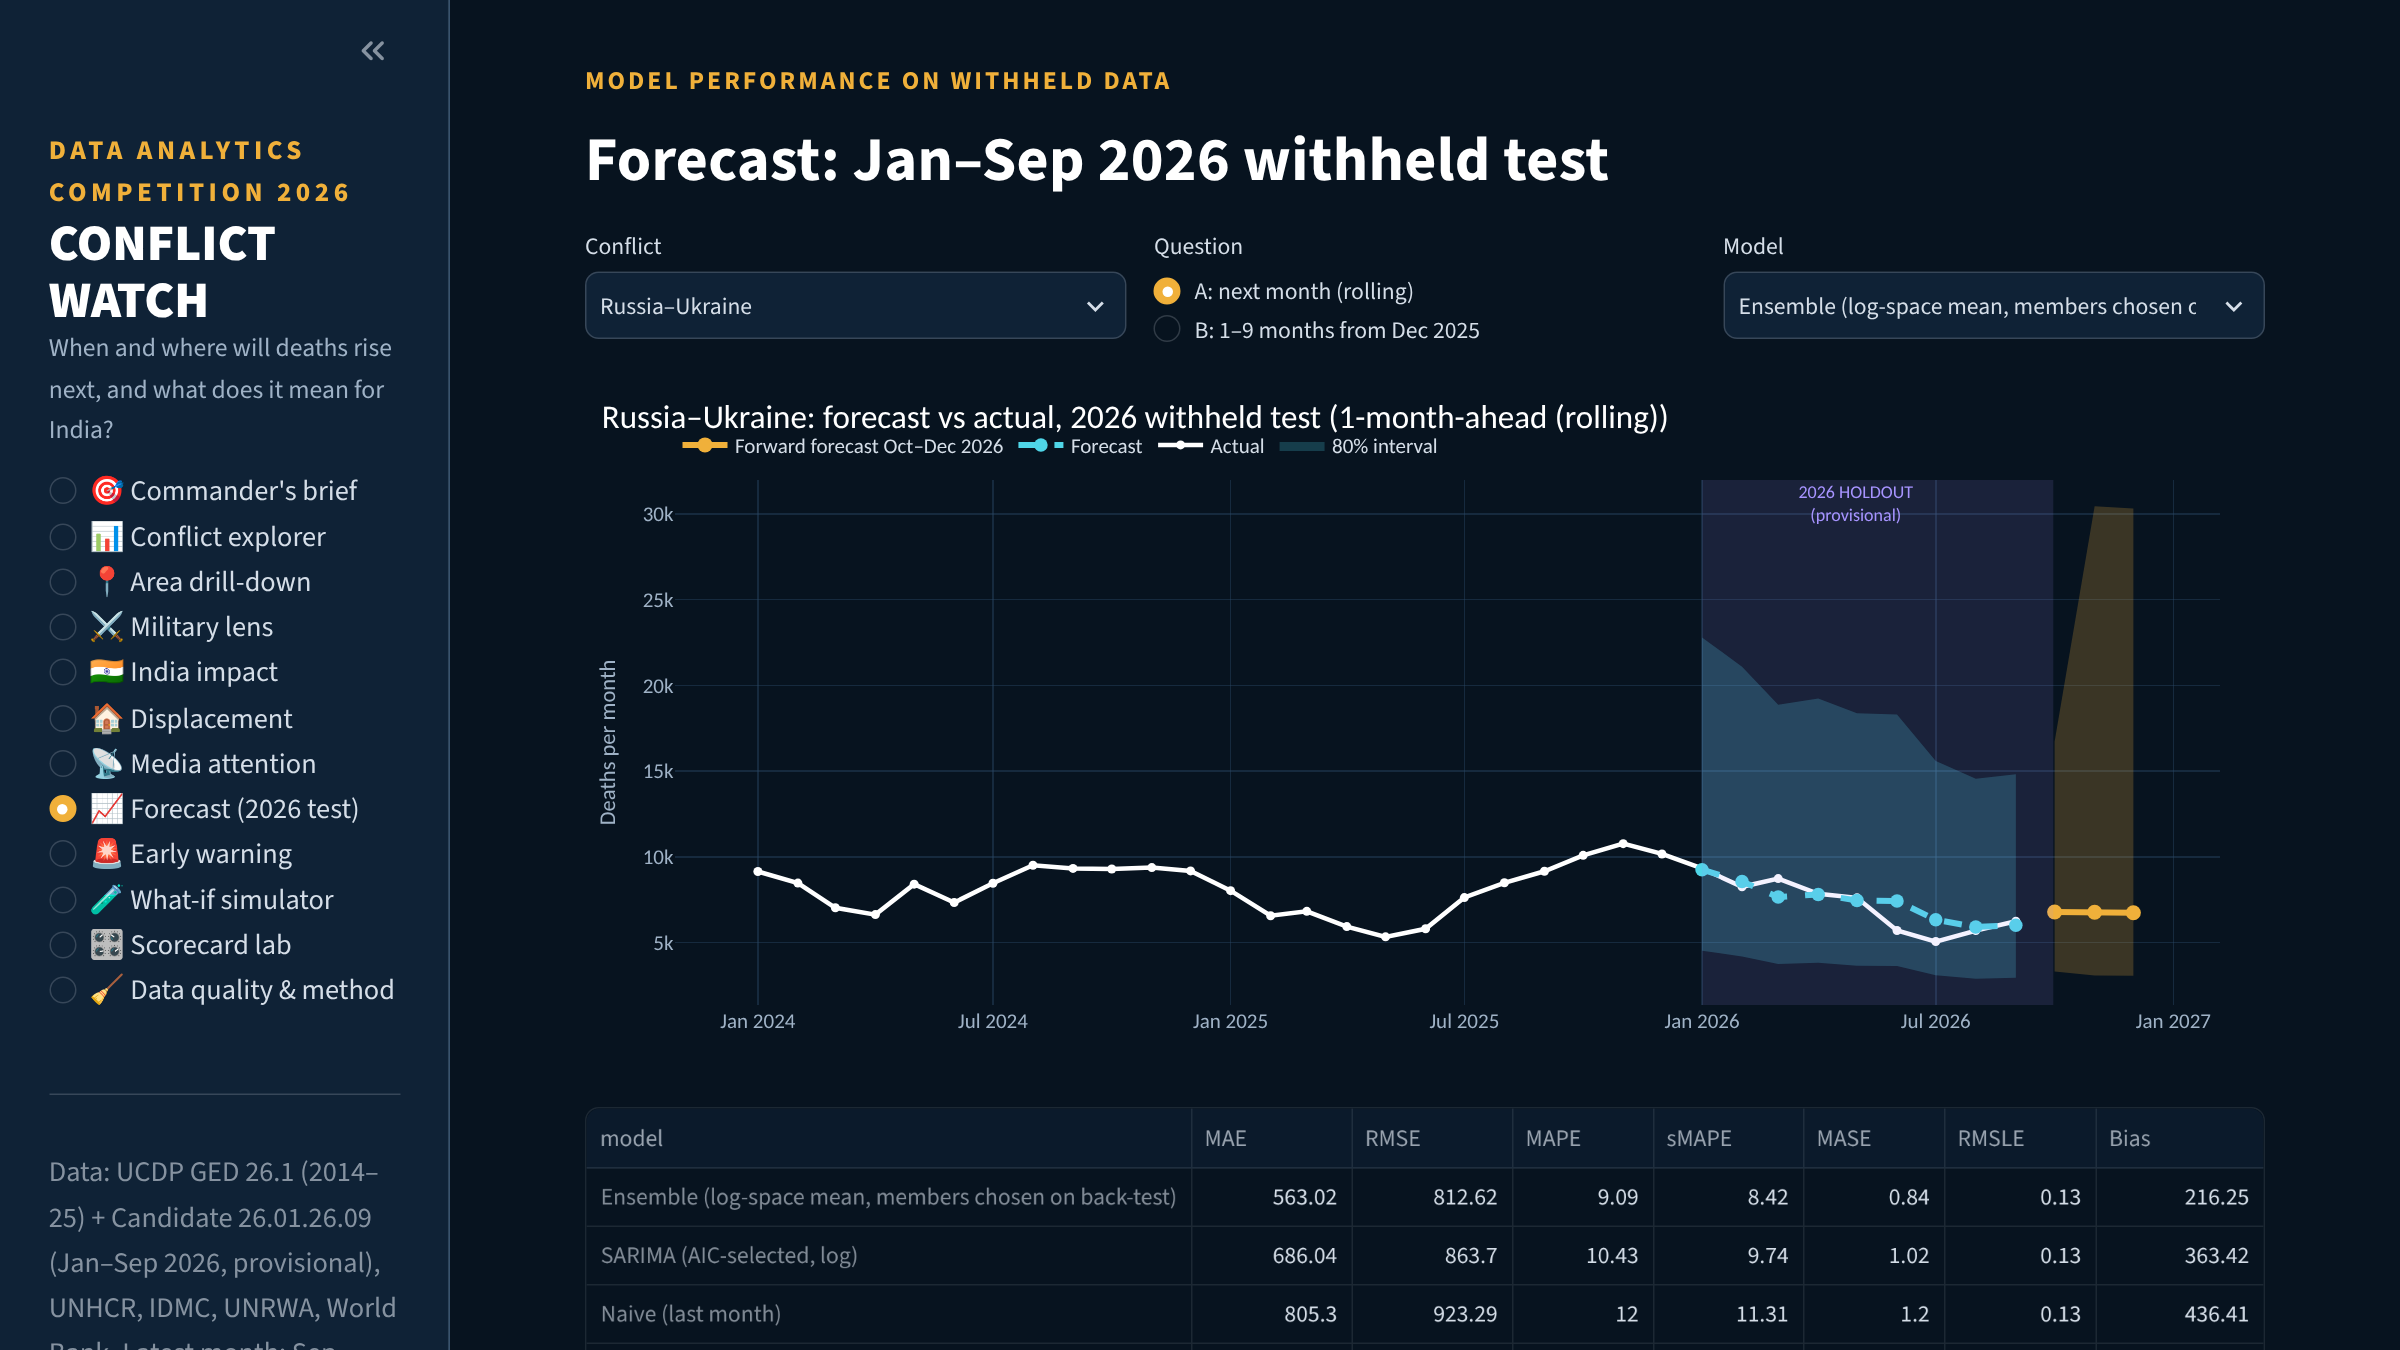 DATA ANALYTICS
COMPETITION 2026
CONFLICT
WATCH
When and where will deaths rise
next, and what does it mean for
India?
Commander's brief
Conflict explorer
Area drill-down
Military lens
India impact
Displacement
Media attention
Forecast (2026 test)
Early warning
What-if simulator
Scorecard lab
Data quality & method
Data: UCDP GED 26.1 (2014–
25) + Candidate 26.01.26.09
(Jan–Sep 2026, provisional),
UNHCR, IDMC, UNRWA, World
Bank. Latest month: Sep
MODEL PERFORMANCE ON WITHHELD DATA
Forecast: Jan–Sep 2026 withheld test
Conflict
Russia–Ukraine
Question
A: next month (rolling)
B: 1–9 months from Dec 2025
Model
Ensemble (log-space mean, members chosen c
Russia–Ukraine: forecast vs actual, 2026 withheld test (1-month-ahead (rolling))
Forward forecast Oct–Dec 2026 Forecast Actual 80% interval
2026 HOLDOUT
(provisional)
Deaths per month
30k
25k
20k
15k
10k
5k
Jan 2024 Jul 2024 Jan 2025 Jul 2025 Jan 2026 Jul 2026 Jan 2027
model MAE RMSE MAPE sMAPE MASE RMSLE Bias
Ensemble (log-space mean, members chosen on back-test) 563.02 812.62 9.09 8.42 0.84 0.13 216.25
SARIMA (AIC-selected, log) 686.04 863.7 10.43 9.74 1.02 0.13 363.42
Naive (last month) 805.3 923.29 12 11.31 1.2 0.13 436.41